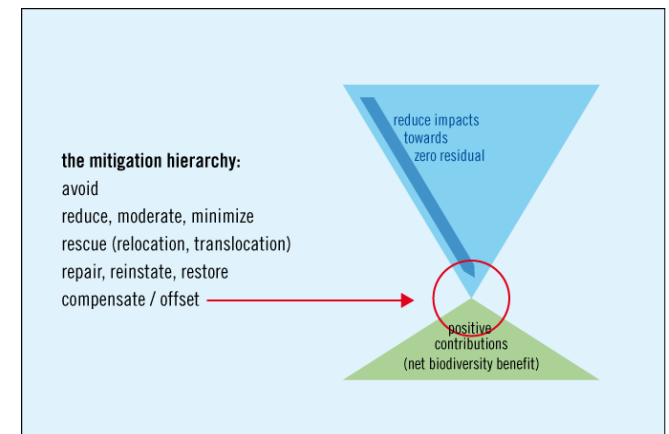 the mitigation hierarchy:
avoid
reduce, moderate, minimize
rescue (relocation, translocation)
repair, reinstate, restore
compensate / offset
reduce impacts
towards
zero residual
positive
contributions
(net biodiversity benefit)